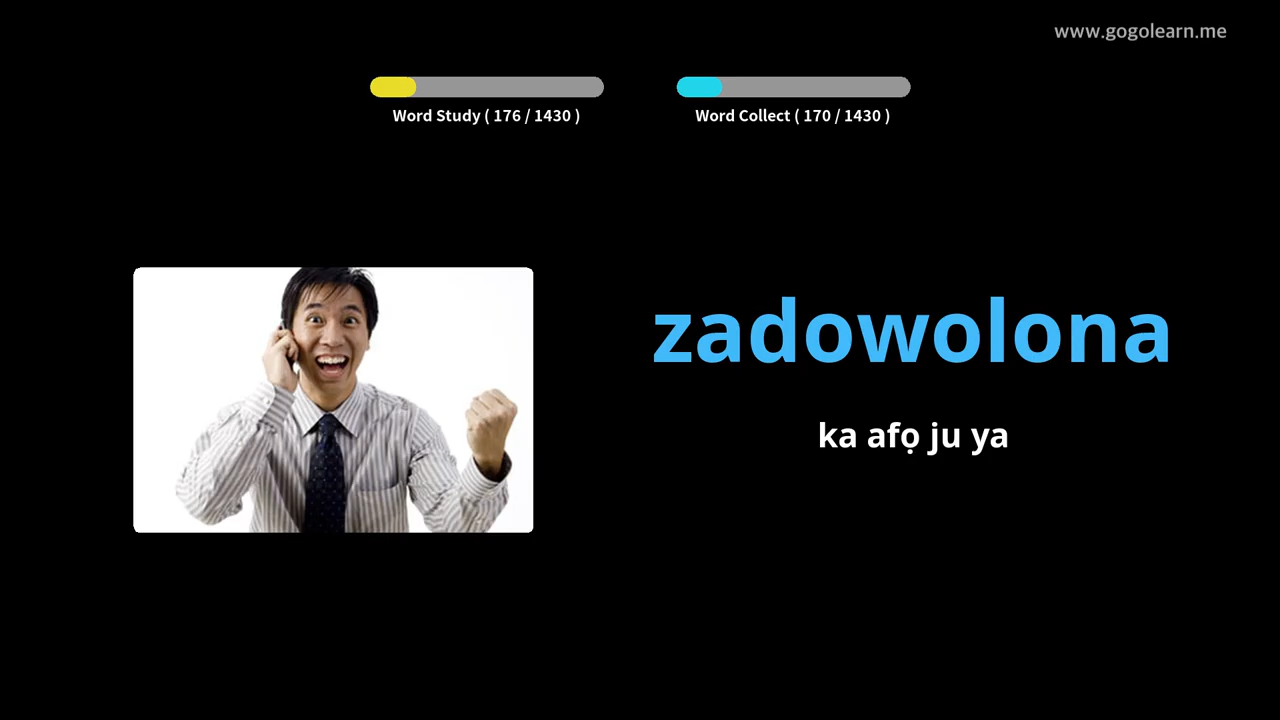 www.gogolearn.me
Word Study ( 176 / 1430 )
Word Collect ( 170 / 1430 )
zadowolona
ka afọ ju ya